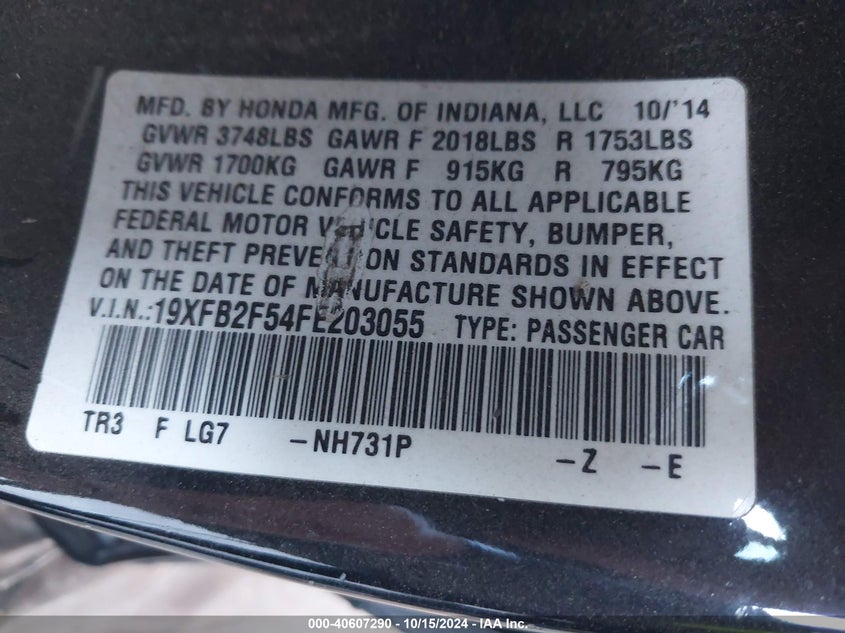 MFD. BY HONDA MFG. OF INDIANA, LLC 10/'14
GVWR 3748LBS GAWR F 2018LBS R 1753LBS
GVWR 1700KG GAWR F 915KG R 795KG
THIS VEHICLE CONFORMS TO ALL APPLICABLE
FEDERAL MOTOR VEHICLE SAFETY, BUMPER,
AND THEFT PREVENTION STANDARDS IN EFFECT
ON THE DATE OF MANUFACTURE SHOWN ABOVE.
V.I.N.:19XFB2F54FE203055 TYPE: PASSENGER CAR
TR3 F LG7 -NH731P -Z -E
000-40607290 - 10/15/2024 - IAA - IAA